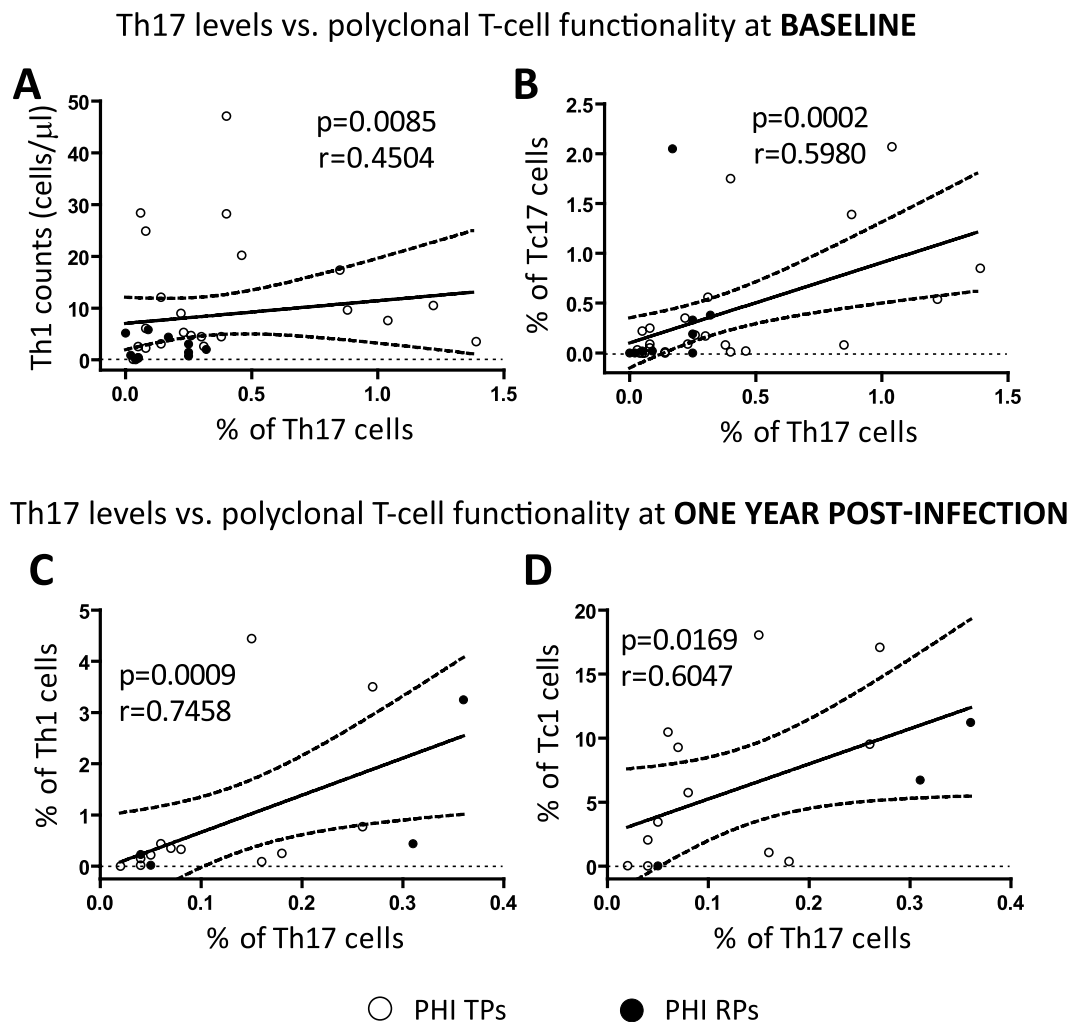 Th17 levels vs. polyclonal T-cell functionality at BASELINE
A
B
Th1 counts (cells/μl)
50
40
30
20
10
0
p=0.0085
r=0.4504
0.0 0.5 1.0 1.5
% of Th17 cells
% of Tc17 cells
2.5
2.0
1.5
1.0
0.5
0.0
p=0.0002
r=0.5980
0.0 0.5 1.0 1.5
% of Th17 cells
Th17 levels vs. polyclonal T-cell functionality at ONE YEAR POST-INFECTION
C
D
% of Th1 cells
5
4
3
2
1
0
p=0.0009
r=0.7458
0.0 0.1 0.2 0.3 0.4
% of Th17 cells
% of Tc1 cells
20
15
10
5
0
p=0.0169
r=0.6047
0.0 0.1 0.2 0.3 0.4
% of Th17 cells
PHI TPs PHI RPs